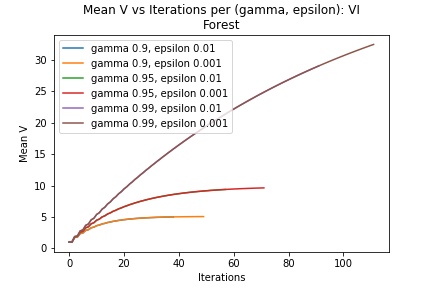 Mean V vs Iterations per (gamma, epsilon): VI
Forest
gamma 0.9, epsilon 0.01
gamma 0.9, epsilon 0.001
gamma 0.95, epsilon 0.01
gamma 0.95, epsilon 0.001
gamma 0.99, epsilon 0.01
gamma 0.99, epsilon 0.001
Mean V
30
25
20
15
10
5
0
0
20
40
60
80
100
Iterations